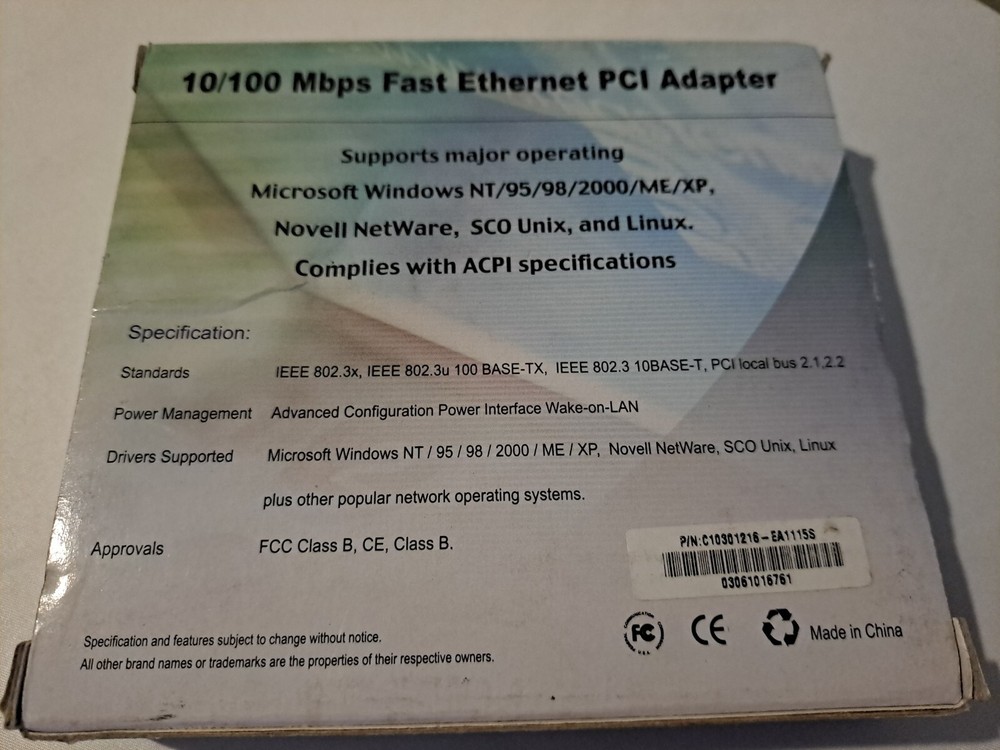 10/100 Mbps Fast Ethernet PCI Adapter
Supports major operating
Microsoft Windows NT/95/98/2000/ME/XP,
Novell NetWare, SCO Unix, and Linux.
Complies with ACPI specifications
Specification:
Standards IEEE 802.3x, IEEE 802.3u 100 BASE-TX, IEEE 802.3 10BASE-T, PCI local bus 2.1,2.2
Power Management Advanced Configuration Power Interface Wake-on-LAN
Drivers Supported Microsoft Windows NT / 95 / 98 / 2000 / ME / XP, Novell NetWare, SCO Unix, Linux
plus other popular network operating systems.
Approvals FCC Class B, CE, Class B.
P/N:C10301216-EA1115S
03061016761
FC CE Made in China
Specification and features subject to change without notice.
All other brand names or trademarks are the properties of their respective owners.